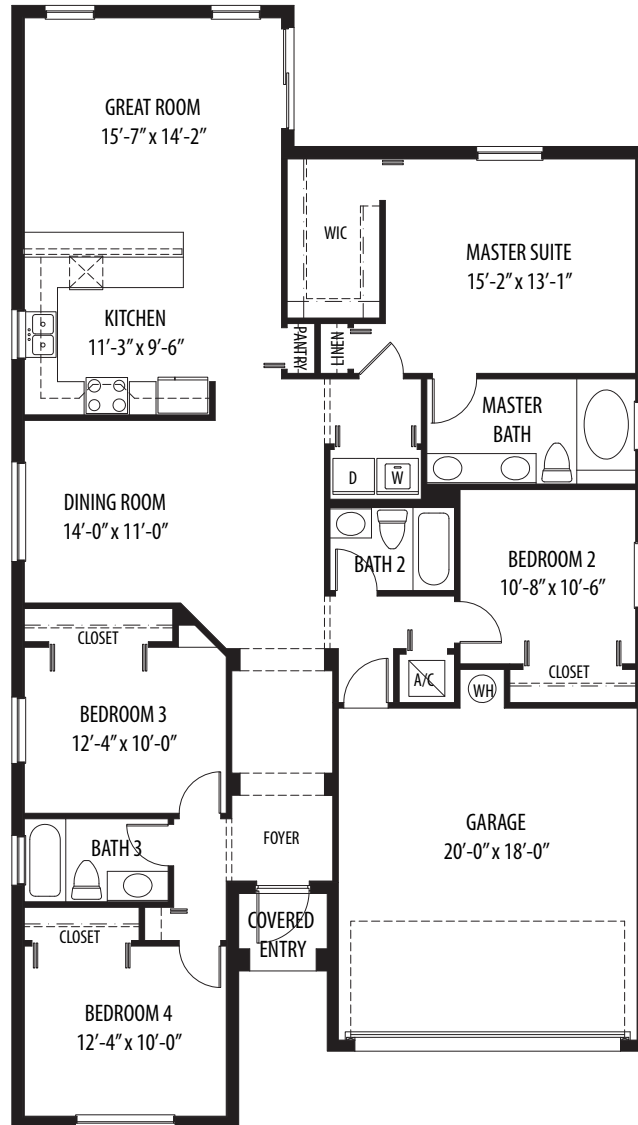 GREAT ROOM
15’-7” x 14’-2”
WIC
MASTER SUITE
15’-2” x 13’-1”
KITCHEN
11’-3” x 9’-6”
PANTRY
LINEN
MASTER
BATH
D
W
DINING ROOM
14’-0” x 11’-0”
BATH 2
BEDROOM 2
10’-8” x 10’-6”
CLOSET
CLOSET
A/C
WH
BEDROOM 3
12’-4” x 10’-0”
GARAGE
20’-0” x 18’-0”
FOYER
BATH 3
COVERED
ENTRY
CLOSET
BEDROOM 4
12’-4” x 10’-0”